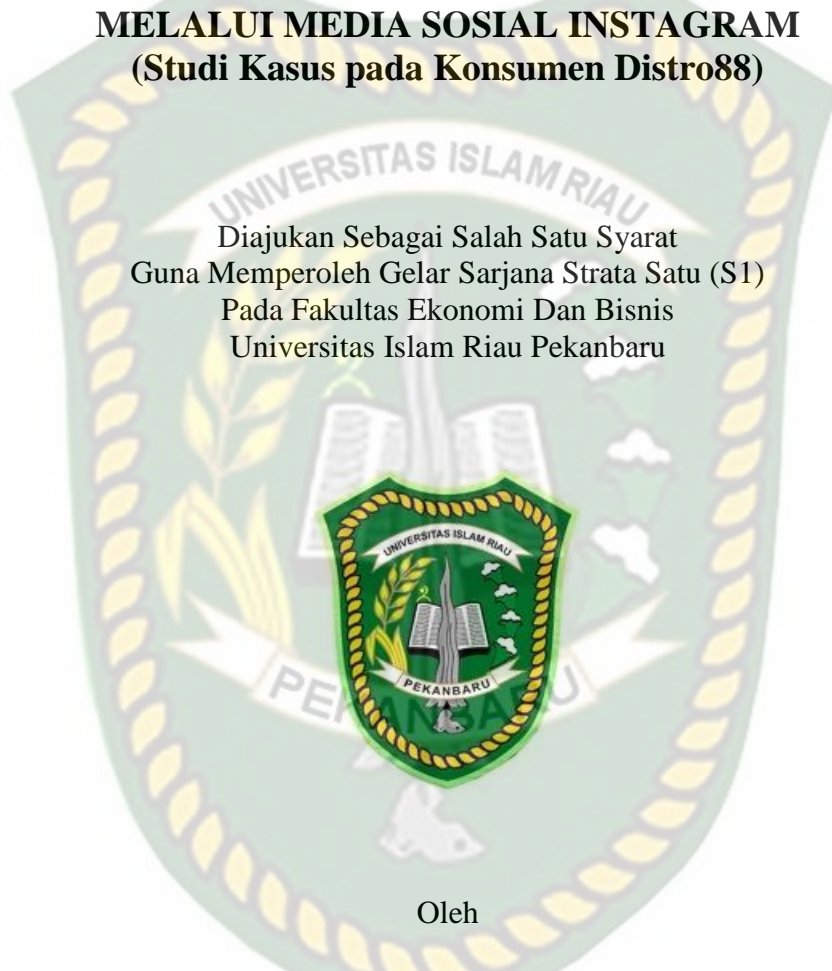 MELALUI MEDIA SOSIAL INSTAGRAM
(Studi Kasus pada Konsumen Distro88)
UNIVERSITAS ISLAM RIAU
Diajukan Sebagai Salah Satu Syarat
Guna Memperoleh Gelar Sarjana Strata Satu (S1)
Pada Fakultas Ekonomi Dan Bisnis
Universitas Islam Riau Pekanbaru
UNIVERSITAS ISLAM RIAU
PEKANBARU
PEKANBARU
Oleh